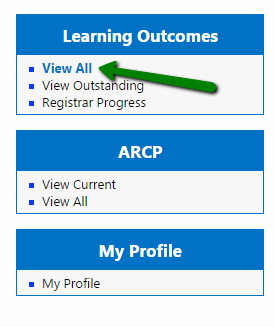 Learning Outcomes
View All
View Outstanding
Registrar Progress
ARCP
View Current
View All
My Profile
My Profile